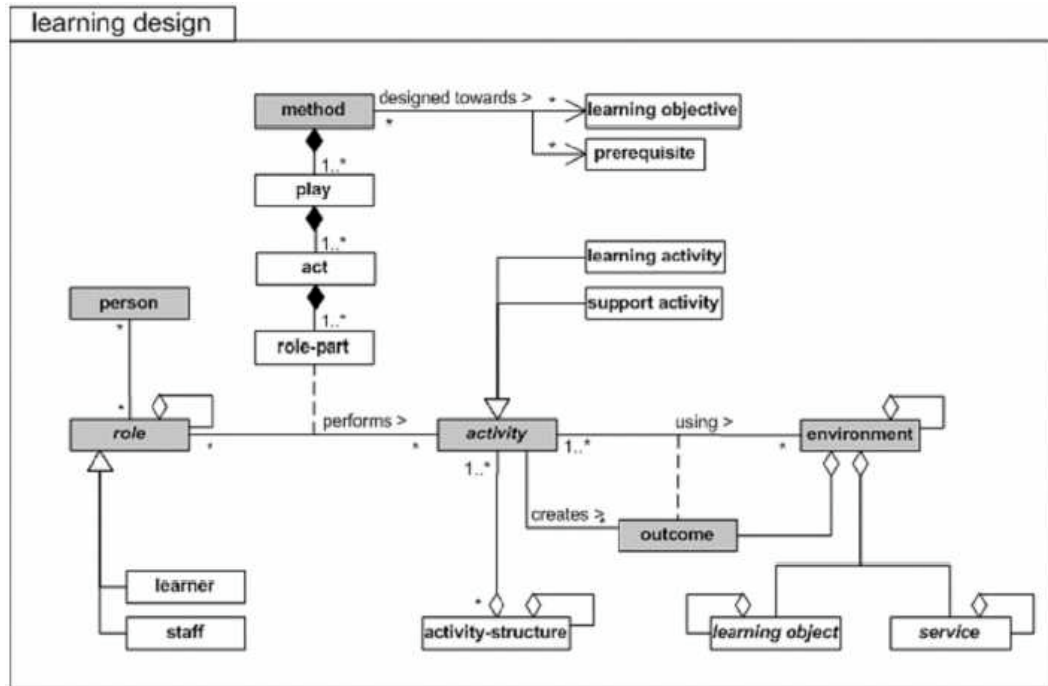 learning design
method
designed towards >
*
*
learning objective
*
prerequisite
1..*
play
1..*
act
1..*
role-part
learning activity
support activity
person
*
*
role
*
performs >
*
activity
1..*
using >
*
environment
1..*
creates >
*
outcome
learner
staff
*
activity-structure
learning object
service